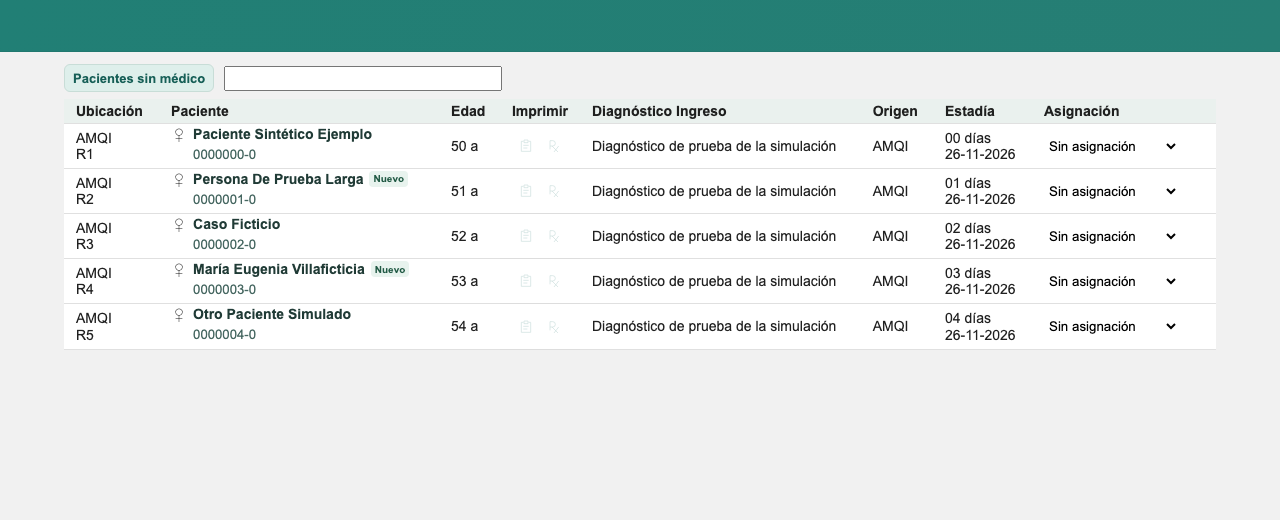 Pacientes sin médico
Ubicación Paciente Edad Imprimir Diagnóstico Ingreso Origen Estadía Asignación
AMQI R1 Paciente Sintético Ejemplo 0000000-0 50 a Diagnóstico de prueba de la simulación AMQI 00 días 26-11-2026 Sin asignación
AMQI R2 Persona De Prueba Larga Nuevo 0000001-0 51 a Diagnóstico de prueba de la simulación AMQI 01 días 26-11-2026 Sin asignación
AMQI R3 Caso Ficticio 0000002-0 52 a Diagnóstico de prueba de la simulación AMQI 02 días 26-11-2026 Sin asignación
AMQI R4 María Eugenia Villaficticia Nuevo 0000003-0 53 a Diagnóstico de prueba de la simulación AMQI 03 días 26-11-2026 Sin asignación
AMQI R5 Otro Paciente Simulado 0000004-0 54 a Diagnóstico de prueba de la simulación AMQI 04 días 26-11-2026 Sin asignación